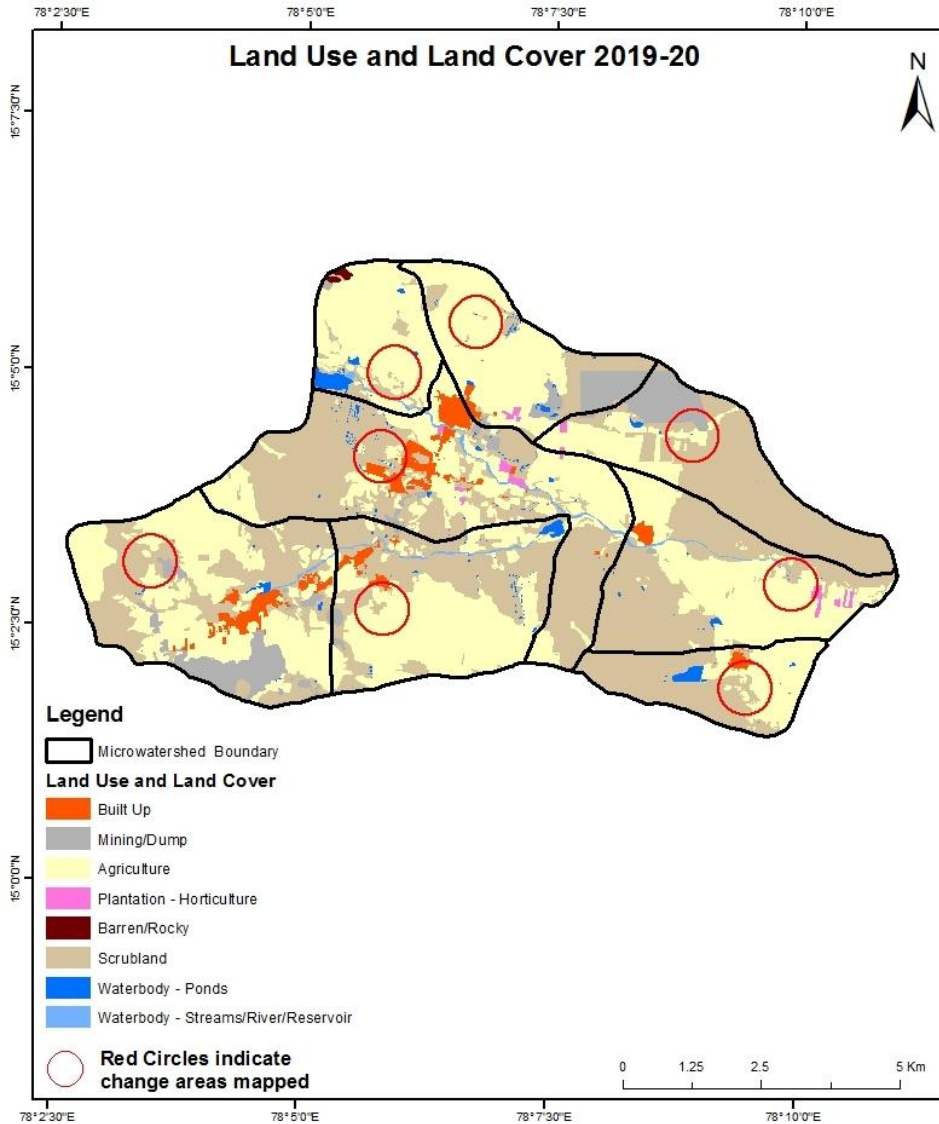 78°2'30"E
78°5'0"E
78°7'30"E
78°10'0"E
Land Use and Land Cover 2019-20
N
15°7'30"N
15°5'0"N
15°2'30"N
15°0'0"N
Legend
Microwatershed Boundary
Land Use and Land Cover
Built Up
Mining/Dump
Agriculture
Plantation - Horticulture
Barren/Rocky
Scrubland
Waterbody - Ponds
Waterbody - Streams/River/Reservoir
Red Circles indicate
change areas mapped
0 1.25 2.5 5 Km
78°2'30"E
78°5'0"E
78°7'30"E
78°10'0"E